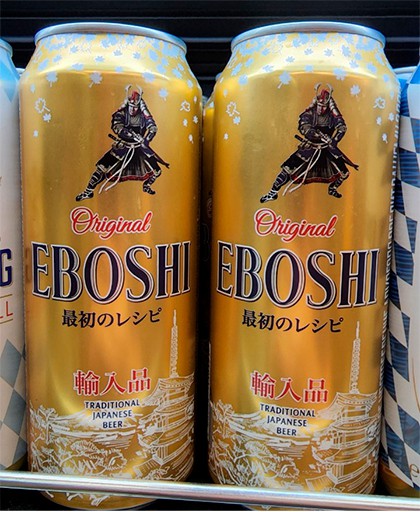 Original
EBOSHI
最初のレシピ
輸入品
TRADITIONAL
JAPANESE
BEER
Original
EBOSHI
最初のレシピ
輸入品
TRADITIONAL
JAPANESE
BEER
G
LL